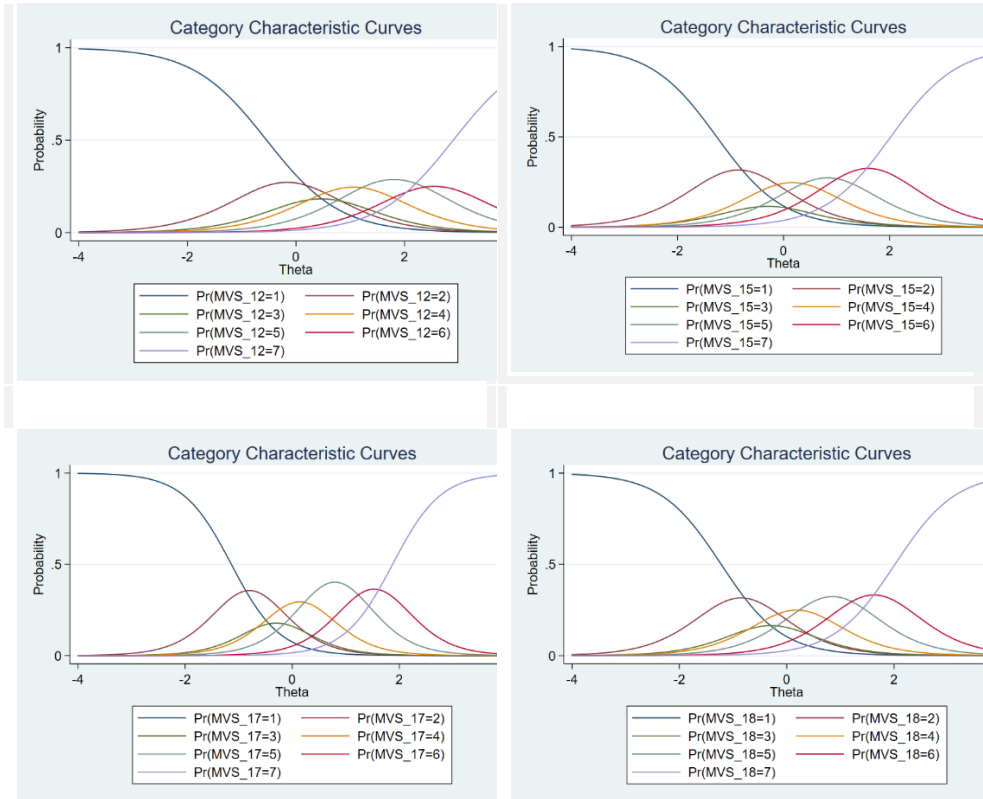 Category Characteristic Curves
1
.5
0
Probability
-4
-2
0
2
Theta
Pr(MVS_12=1)
Pr(MVS_12=2)
Pr(MVS_12=3)
Pr(MVS_12=4)
Pr(MVS_12=5)
Pr(MVS_12=6)
Pr(MVS_12=7)
Category Characteristic Curves
1
.5
0
Probability
-4
-2
0
2
Theta
Pr(MVS_15=1)
Pr(MVS_15=2)
Pr(MVS_15=3)
Pr(MVS_15=4)
Pr(MVS_15=5)
Pr(MVS_15=6)
Pr(MVS_15=7)
Category Characteristic Curves
1
.5
0
Probability
-4
-2
0
2
Theta
Pr(MVS_17=1)
Pr(MVS_17=2)
Pr(MVS_17=3)
Pr(MVS_17=4)
Pr(MVS_17=5)
Pr(MVS_17=6)
Pr(MVS_17=7)
Category Characteristic Curves
1
.5
0
Probability
-4
-2
0
2
Theta
Pr(MVS_18=1)
Pr(MVS_18=2)
Pr(MVS_18=3)
Pr(MVS_18=4)
Pr(MVS_18=5)
Pr(MVS_18=6)
Pr(MVS_18=7)